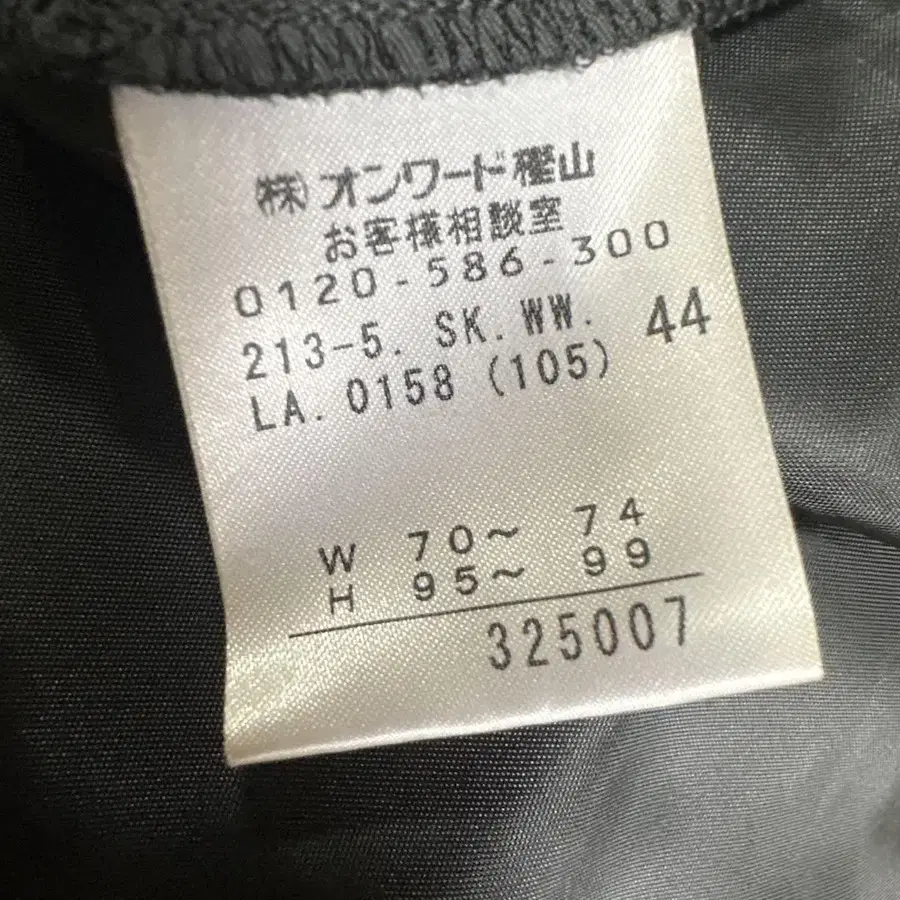 ㈱オンワード樫山
お客様相談室
0120-586-300
213-5. SK.WW. 44
LA. 0158 (105)
W 70～ 74
H 95～ 99
325007